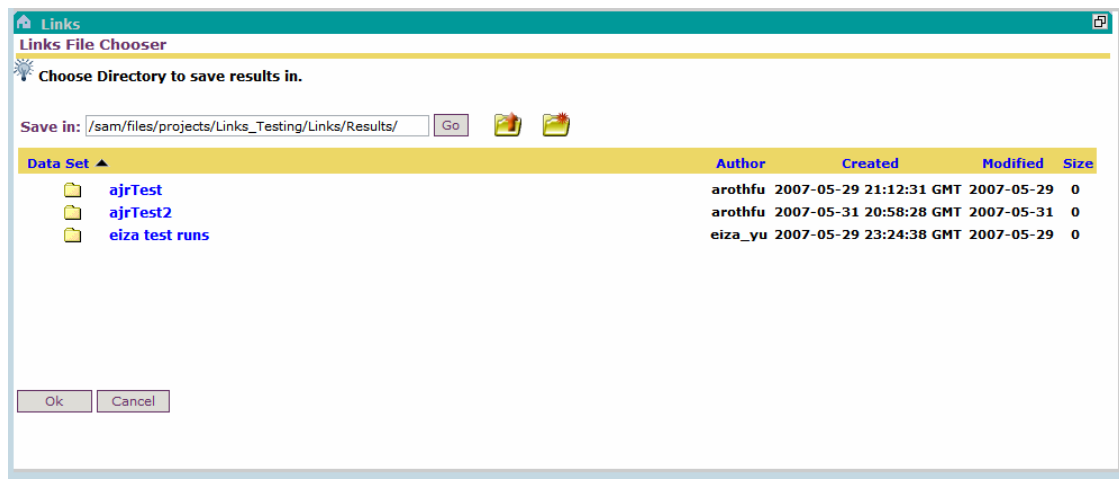 Links
Links File Chooser
Choose Directory to save results in.
Save in: /sam/files/projects/Links_Testing/Links/Results/ Go
Data Set Author Created Modified Size
ajrTest arothfu 2007-05-29 21:12:31 GMT 2007-05-29 0
ajrTest2 arothfu 2007-05-31 20:58:28 GMT 2007-05-31 0
eiza test runs eiza_yu 2007-05-29 23:24:38 GMT 2007-05-29 0
Ok Cancel